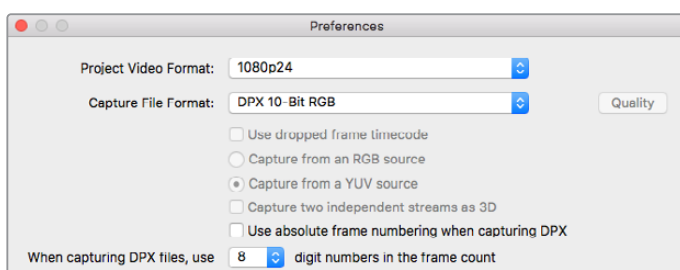 Preferences
Project Video Format: 1080p24
Capture File Format: DPX 10-Bit RGB Quality
Use dropped frame timecode
Capture from an RGB source
Capture from a YUV source
Capture two independent streams as 3D
Use absolute frame numbering when capturing DPX
When capturing DPX files, use 8 digit numbers in the frame count